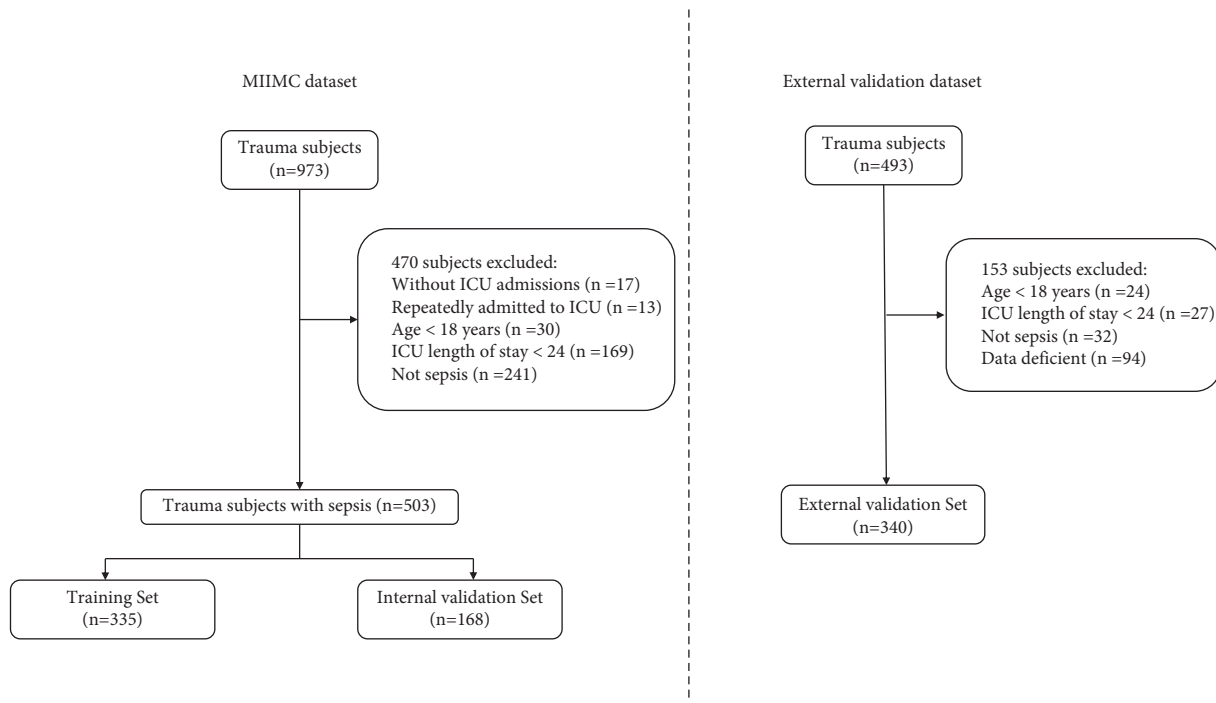 MIIMC dataset
Trauma subjects
(n=973)
470 subjects excluded:
Without ICU admissions (n =17)
Repeatedly admitted to ICU (n =13)
Age < 18 years (n =30)
ICU length of stay < 24 (n =169)
Not sepsis (n =241)
Trauma subjects with sepsis (n=503)
Training Set
(n=335)
Internal validation Set
(n=168)
External validation dataset
Trauma subjects
(n=493)
153 subjects excluded:
Age < 18 years (n =24)
ICU length of stay < 24 (n =27)
Not sepsis (n =32)
Data deficient (n =94)
External validation Set
(n=340)